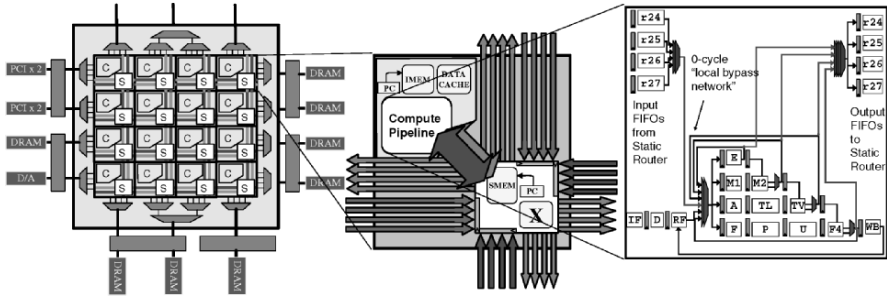 PCI x 2
PCI x 2
DRAM
D/A
C
S
C
S
C
S
C
S
C
S
C
S
C
S
C
S
C
S
C
S
C
S
C
S
C
S
C
S
C
S
C
S
DRAM
DRAM
DRAM
DRAM
DRAM
DRAM
DRAM
IMEM
DATA
CACHE
PC
Compute
Pipeline
SMEM
PC
X
r24
r25
r26
r27
Input
FIFOs
from
Static
Router
0-cycle
"local bypass
network"
r24
r25
r26
r27
Output
FIFOs
to
Static
Router
E
M1
M2
A
TL
TV
IF
D
RF
F
P
U
F4
WB